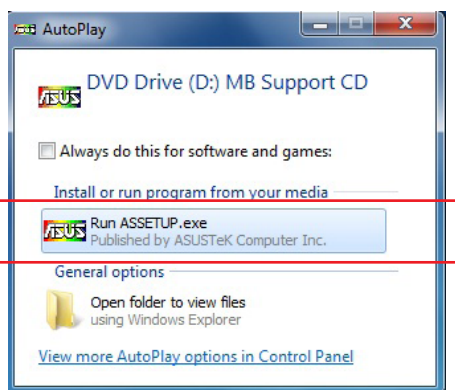 AutoPlay
DVD Drive (D:) MB Support CD
ASUS
Always do this for software and games:
Install or run program from your media
ASUS
Run ASSETUP.exe
Published by ASUSTeK Computer Inc.
General options
Open folder to view files
using Windows Explorer
View more AutoPlay options in Control Panel